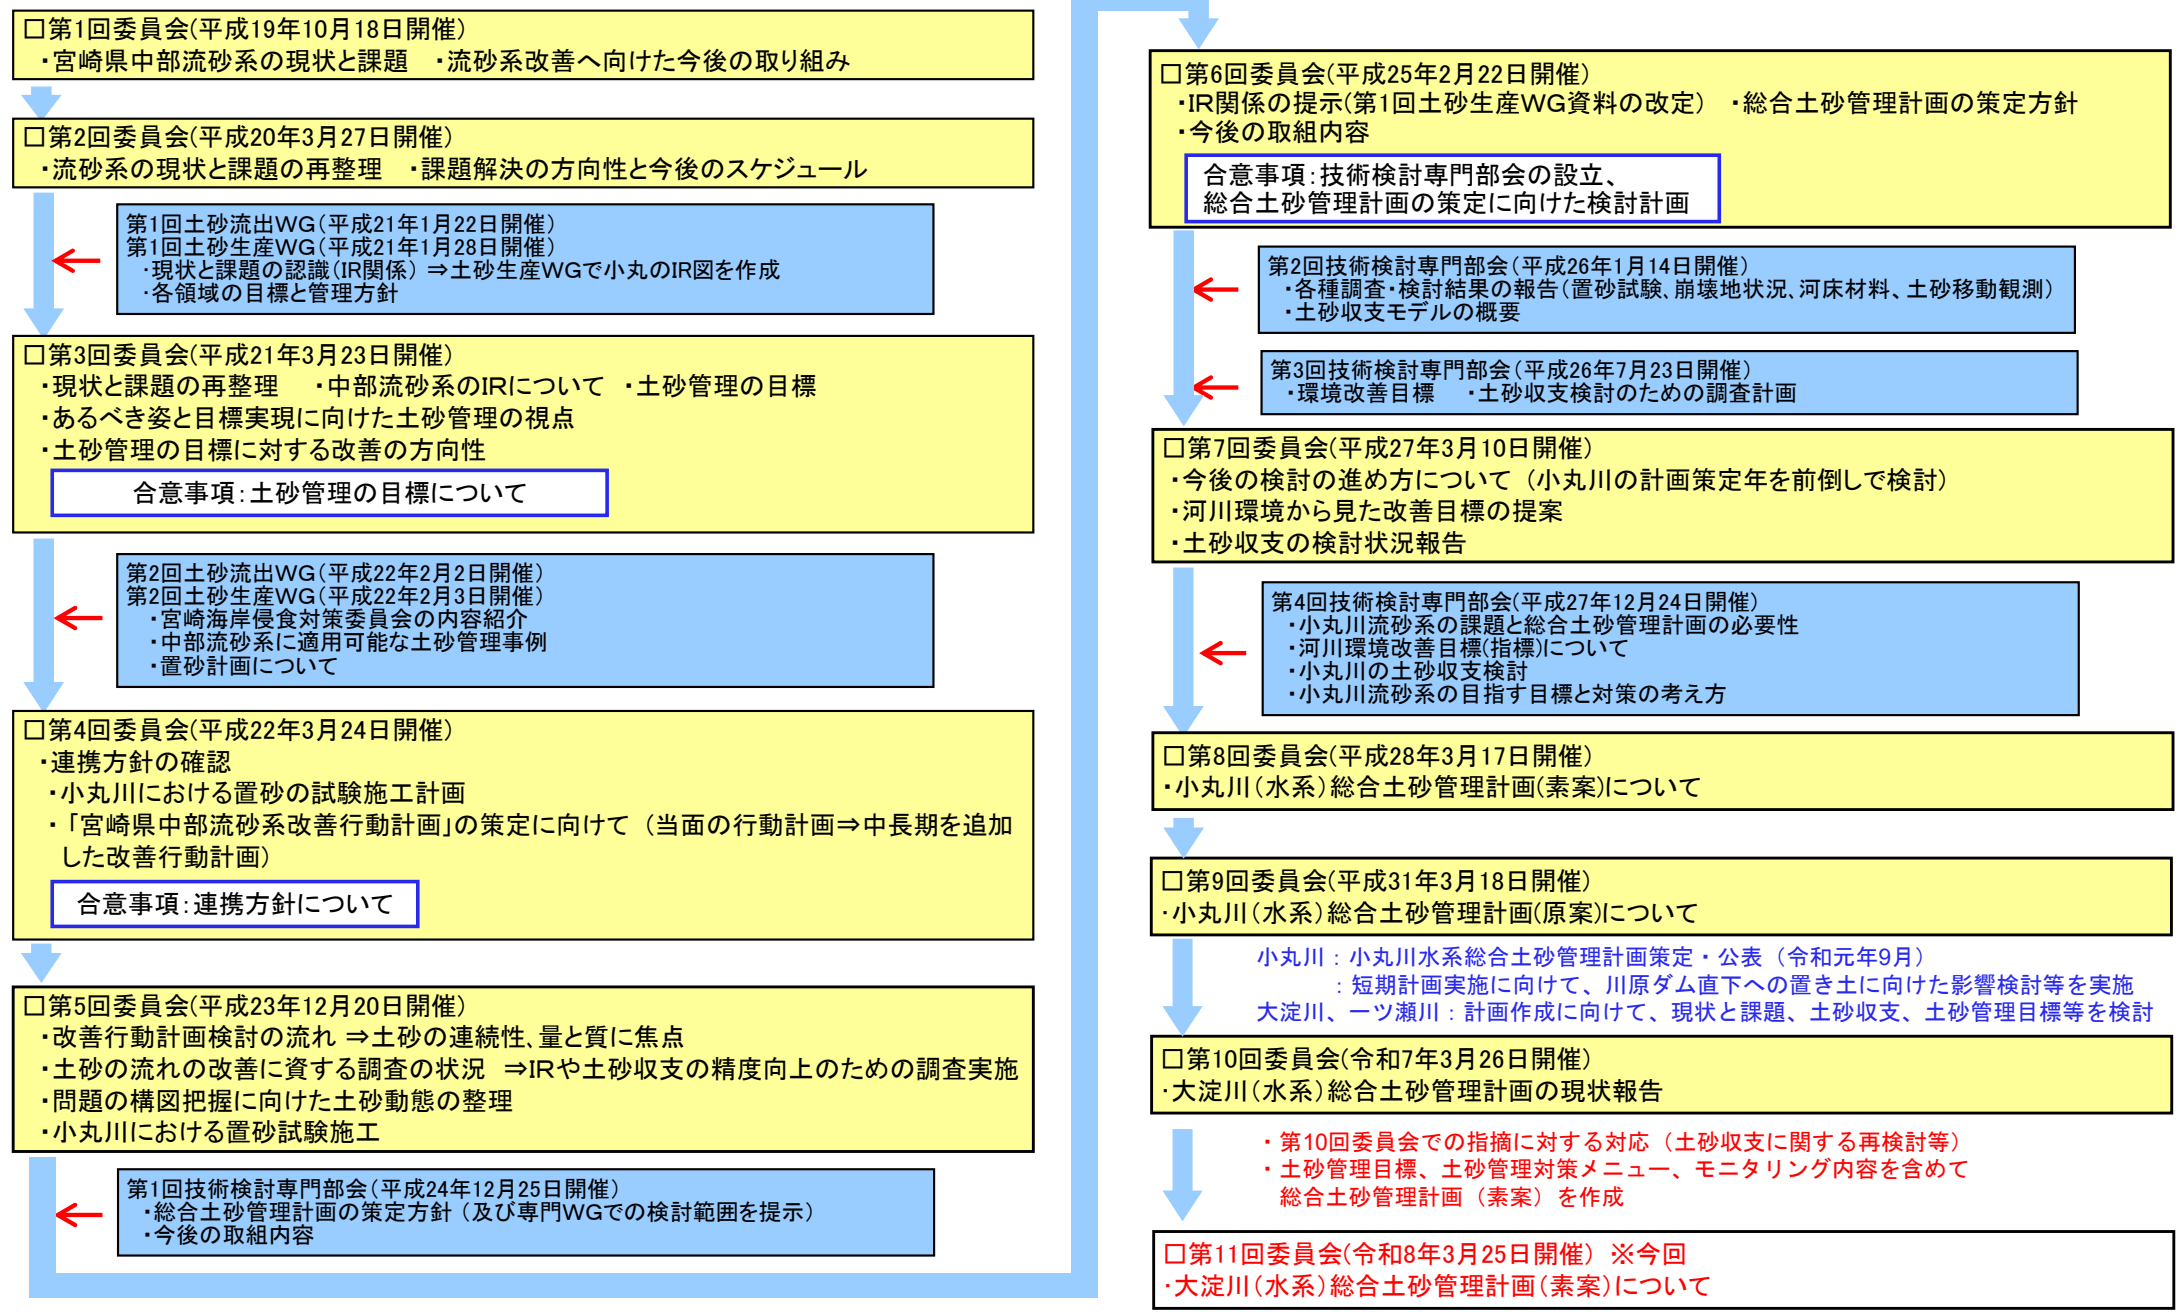 □第1回委員会(平成19年10月18日開催)
・宮崎県中部流砂系の現状と課題　・流砂系改善へ向けた今後の取り組み
□第2回委員会(平成20年3月27日開催)
・流砂系の現状と課題の再整理　・課題解決の方向性と今後のスケジュール
第1回土砂流出WG(平成21年1月22日開催)
第1回土砂生産WG(平成21年1月28日開催)
・現状と課題の認識(IR関係) ⇒土砂生産WGで小丸のIR図を作成
・各領域の目標と管理方針
□第3回委員会(平成21年3月23日開催)
・現状と課題の再整理　・中部流砂系のIRについて　・土砂管理の目標
・あるべき姿と目標実現に向けた土砂管理の視点
・土砂管理の目標に対する改善の方向性
合意事項：土砂管理の目標について
第2回土砂流出WG(平成22年2月2日開催)
第2回土砂生産WG(平成22年2月3日開催)
・宮崎海岸侵食対策委員会の内容紹介
・中部流砂系に適用可能な土砂管理事例
・置砂計画について
□第4回委員会(平成22年3月24日開催)
・連携方針の確認
・小丸川における置砂の試験施工計画
・「宮崎県中部流砂系改善行動計画」の策定に向けて（当面の行動計画⇒中長期を追加
した改善行動計画）
合意事項：連携方針について
□第5回委員会(平成23年12月20日開催)
・改善行動計画検討の流れ ⇒土砂の連続性、量と質に焦点
・土砂の流れの改善に資する調査の状況　⇒IRや土砂収支の精度向上のための調査実施
・問題の構図把握に向けた土砂動態の整理
・小丸川における置砂試験施工
第1回技術検討専門部会(平成24年12月25日開催)
・総合土砂管理計画の策定方針（及び専門WGでの検討範囲を提示）
・今後の取組内容
□第6回委員会(平成25年2月22日開催)
・IR関係の提示(第1回土砂生産WG資料の改定)　・総合土砂管理計画の策定方針
・今後の取組内容
合意事項：技術検討専門部会の設立、
総合土砂管理計画の策定に向けた検討計画
第2回技術検討専門部会(平成26年1月14日開催)
・各種調査・検討結果の報告(置砂試験、崩壊地状況、河床材料、土砂移動観測)
・土砂収支モデルの概要
第3回技術検討専門部会(平成26年7月23日開催)
・環境改善目標　・土砂収支検討のための調査計画
□第7回委員会(平成27年3月10日開催)
・今後の検討の進め方について（小丸川の計画策定年を前倒しで検討）
・河川環境から見た改善目標の提案
・土砂収支の検討状況報告
第4回技術検討専門部会(平成27年12月24日開催)
・小丸川流砂系の課題と総合土砂管理計画の必要性
・河川環境改善目標(指標)について
・小丸川の土砂収支検討
・小丸川流砂系の目指す目標と対策の考え方
□第8回委員会(平成28年3月17日開催)
・小丸川(水系)総合土砂管理計画(素案)について
□第9回委員会(平成31年3月18日開催)
・小丸川(水系)総合土砂管理計画(原案)について
小丸川：小丸川水系総合土砂管理計画策定・公表（令和元年9月）
：短期計画実施に向けて、川原ダム直下への置き土に向けた影響検討等を実施
大淀川、一ツ瀬川：計画作成に向けて、現状と課題、土砂収支、土砂管理目標等を検討
□第10回委員会(令和7年3月26日開催)
・大淀川(水系)総合土砂管理計画の現状報告
・第10回委員会での指摘に対する対応（土砂収支に関する再検討等）
・土砂管理目標、土砂管理対策メニュー、モニタリング内容を含めて
総合土砂管理計画（素案）を作成
□第11回委員会(令和8年3月25日開催) ※今回
・大淀川(水系)総合土砂管理計画(素案)について